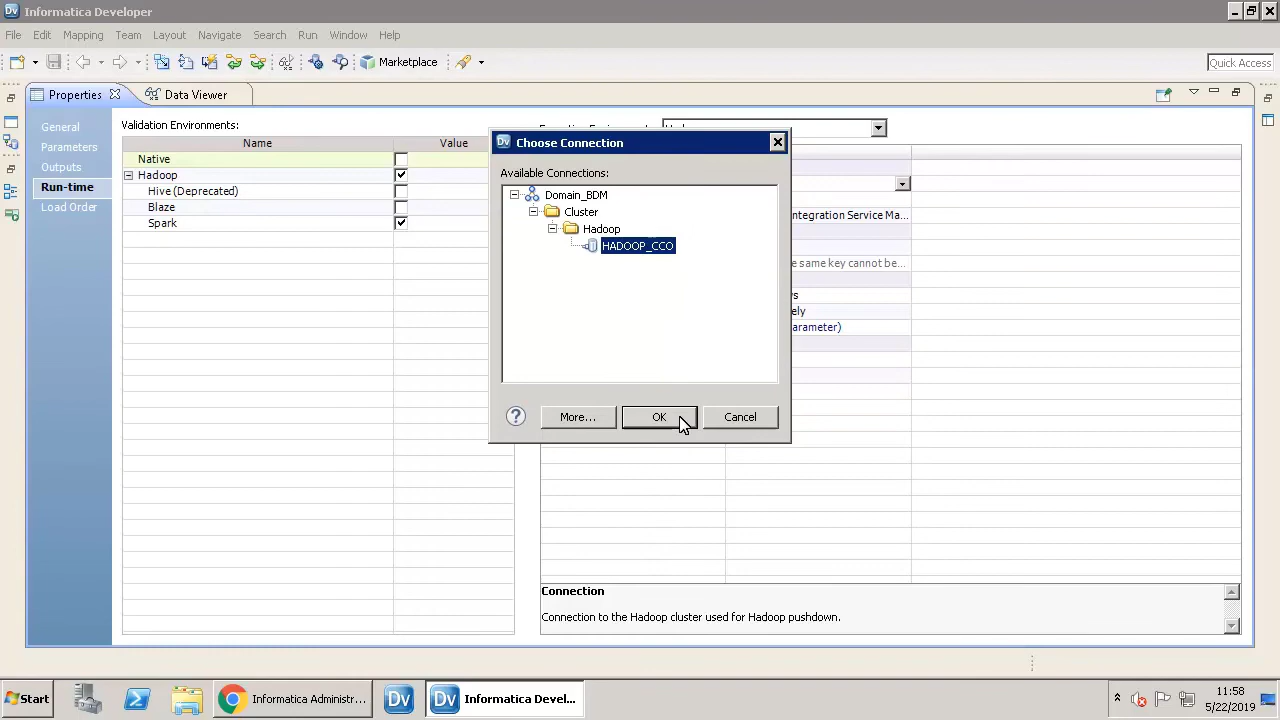 Informatica Developer
File Edit Mapping Team Layout Navigate Search Run Window Help
Marketplace
Quick Access
Properties Data Viewer
General
Parameters
Outputs
Run-time
Load Order
Validation Environments:
Name Value
Native
Hadoop
Hive (Deprecated)
Blaze
Spark
Choose Connection
Available Connections:
Domain_BDM
Cluster
Hadoop
HADOOP_CCO
More... OK Cancel
ntegration Service Ma...
e same key cannot be...
ys
ely
arameter)
Connection
Connection to the Hadoop cluster used for Hadoop pushdown.
Start
Informatica Administr...
Informatica Develop...
11:58
5/22/2019